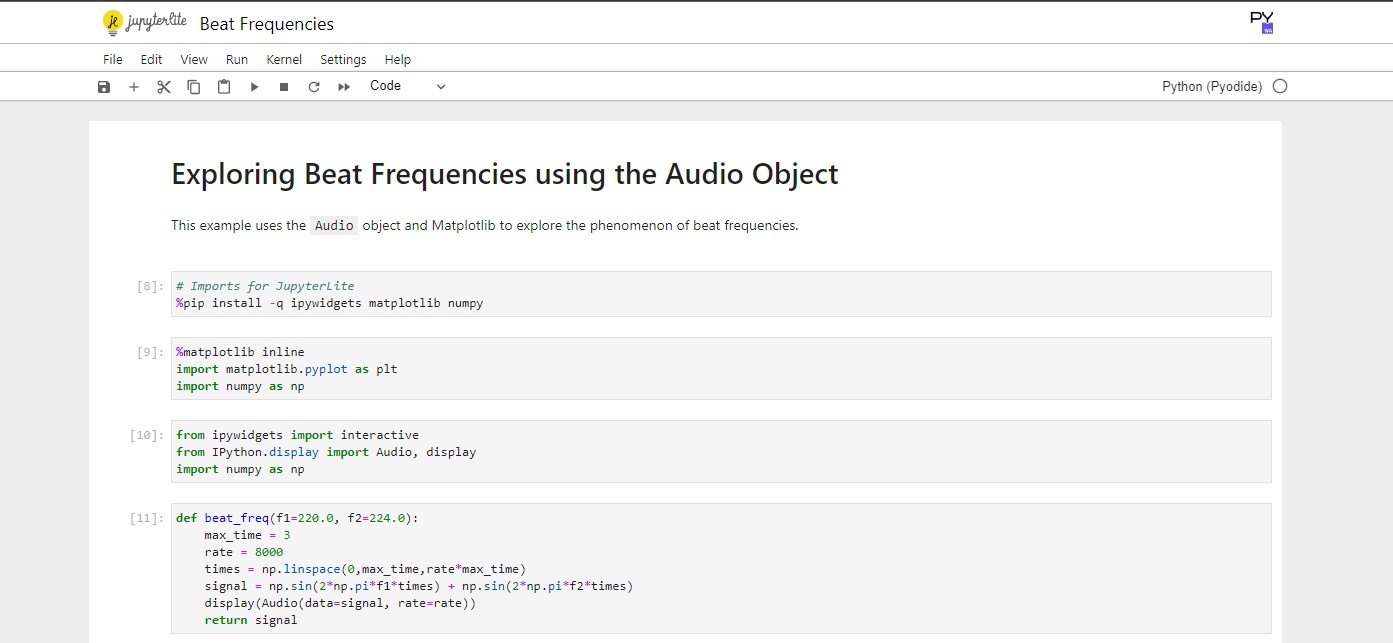 jupyterlite Beat Frequencies
PY
WA
File Edit View Run Kernel Settings Help
Code
Python (Pyodide)
Exploring Beat Frequencies using the Audio Object
This example uses the Audio object and Matplotlib to explore the phenomenon of beat frequencies.
[8]: # Imports for JupyterLite
%pip install -q ipywidgets matplotlib numpy
[9]: %matplotlib inline
import matplotlib.pyplot as plt
import numpy as np
[10]: from ipywidgets import interactive
from IPython.display import Audio, display
import numpy as np
[11]: def beat_freq(f1=220.0, f2=224.0):
    max_time = 3
    rate = 8000
    times = np.linspace(0,max_time,rate*max_time)
    signal = np.sin(2*np.pi*f1*times) + np.sin(2*np.pi*f2*times)
    display(Audio(data=signal, rate=rate))
    return signal